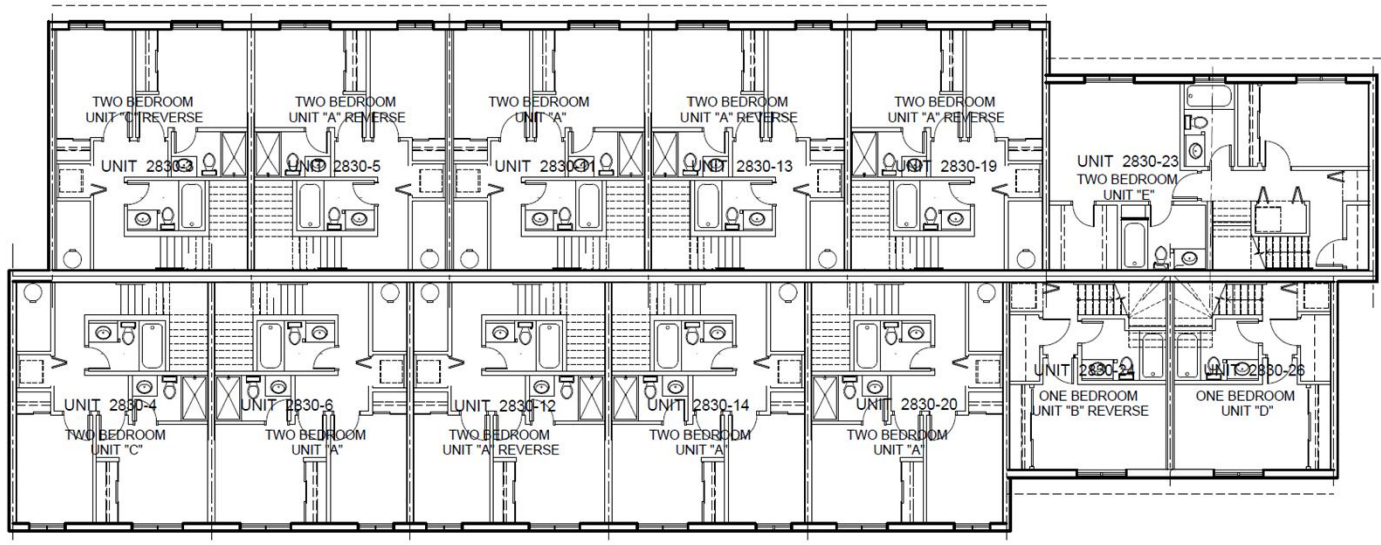 TWO BEDROOM
UNIT "C" REVERSE
UNIT 2830-3
TWO BEDROOM
UNIT "A" REVERSE
UNIT 2830-5
TWO BEDROOM
UNIT "A"
UNIT 2830-11
TWO BEDROOM
UNIT "A" REVERSE
UNIT 2830-13
TWO BEDROOM
UNIT "A" REVERSE
UNIT 2830-19
UNIT 2830-23
TWO BEDROOM
UNIT "E"
UNIT 2830-4
TWO BEDROOM
UNIT "C"
UNIT 2830-6
TWO BEDROOM
UNIT "A"
UNIT 2830-12
TWO BEDROOM
UNIT "A" REVERSE
UNIT 2830-14
TWO BEDROOM
UNIT "A"
UNIT 2830-20
TWO BEDROOM
UNIT "A"
UNIT 2830-24
ONE BEDROOM
UNIT "B" REVERSE
UNIT 2830-26
ONE BEDROOM
UNIT "D"